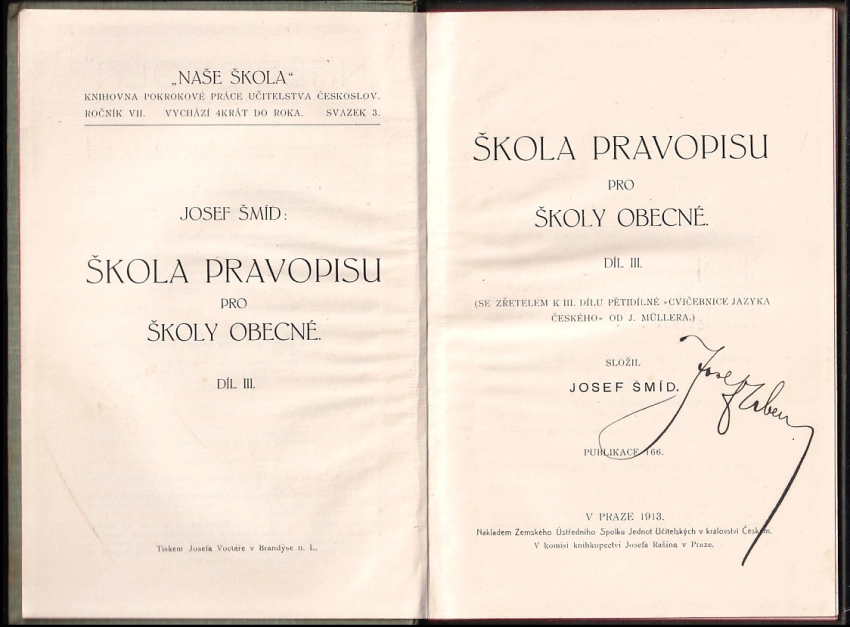 „NAŠE ŠKOLA“
KNIHOVNA POKROKOVÉ PRÁCE UČITELSTVA ČESKOSLOV.
ROČNÍK VII. VYCHÁZÍ 4KRÁT DO ROKA. SVAZEK 3.
JOSEF ŠMÍD:
ŠKOLA PRAVOPISU
PRO
ŠKOLY OBECNÉ.
DÍL III.
Tiskem Josefa Voctáře v Brandýse n. L.
ŠKOLA PRAVOPISU
PRO
ŠKOLY OBECNÉ.
DÍL III.
(SE ZŘETELEM K III. DÍLU PĚTIDÍLNÉ »CVIČEBNICE JAZYKA
ČESKÉHO« OD J. MÜLLERA.)
SLOŽIL
JOSEF ŠMÍD.
Josef
PUBLIKACE 166.
V PRAZE 1913.
Nákladem Zemského Ústředního Spolku Jednot Učitelských v království Českém.
V komisi knihkupectví Josefa Rašína v Praze.